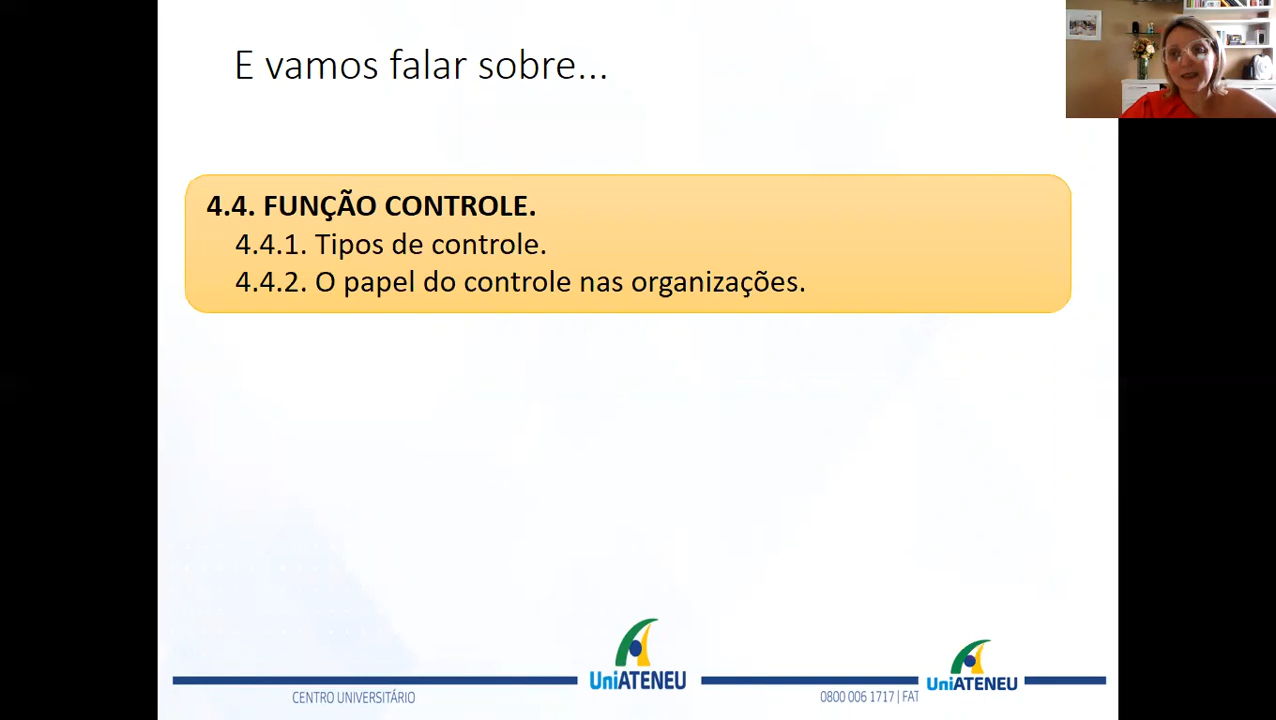 E vamos falar sobre...
4.4. FUNÇÃO CONTROLE.
4.4.1. Tipos de controle.
4.4.2. O papel do controle nas organizações.
UniATENEU
UniATENEU
CENTRO UNIVERSITÁRIO
0800 006 1717 | FAT